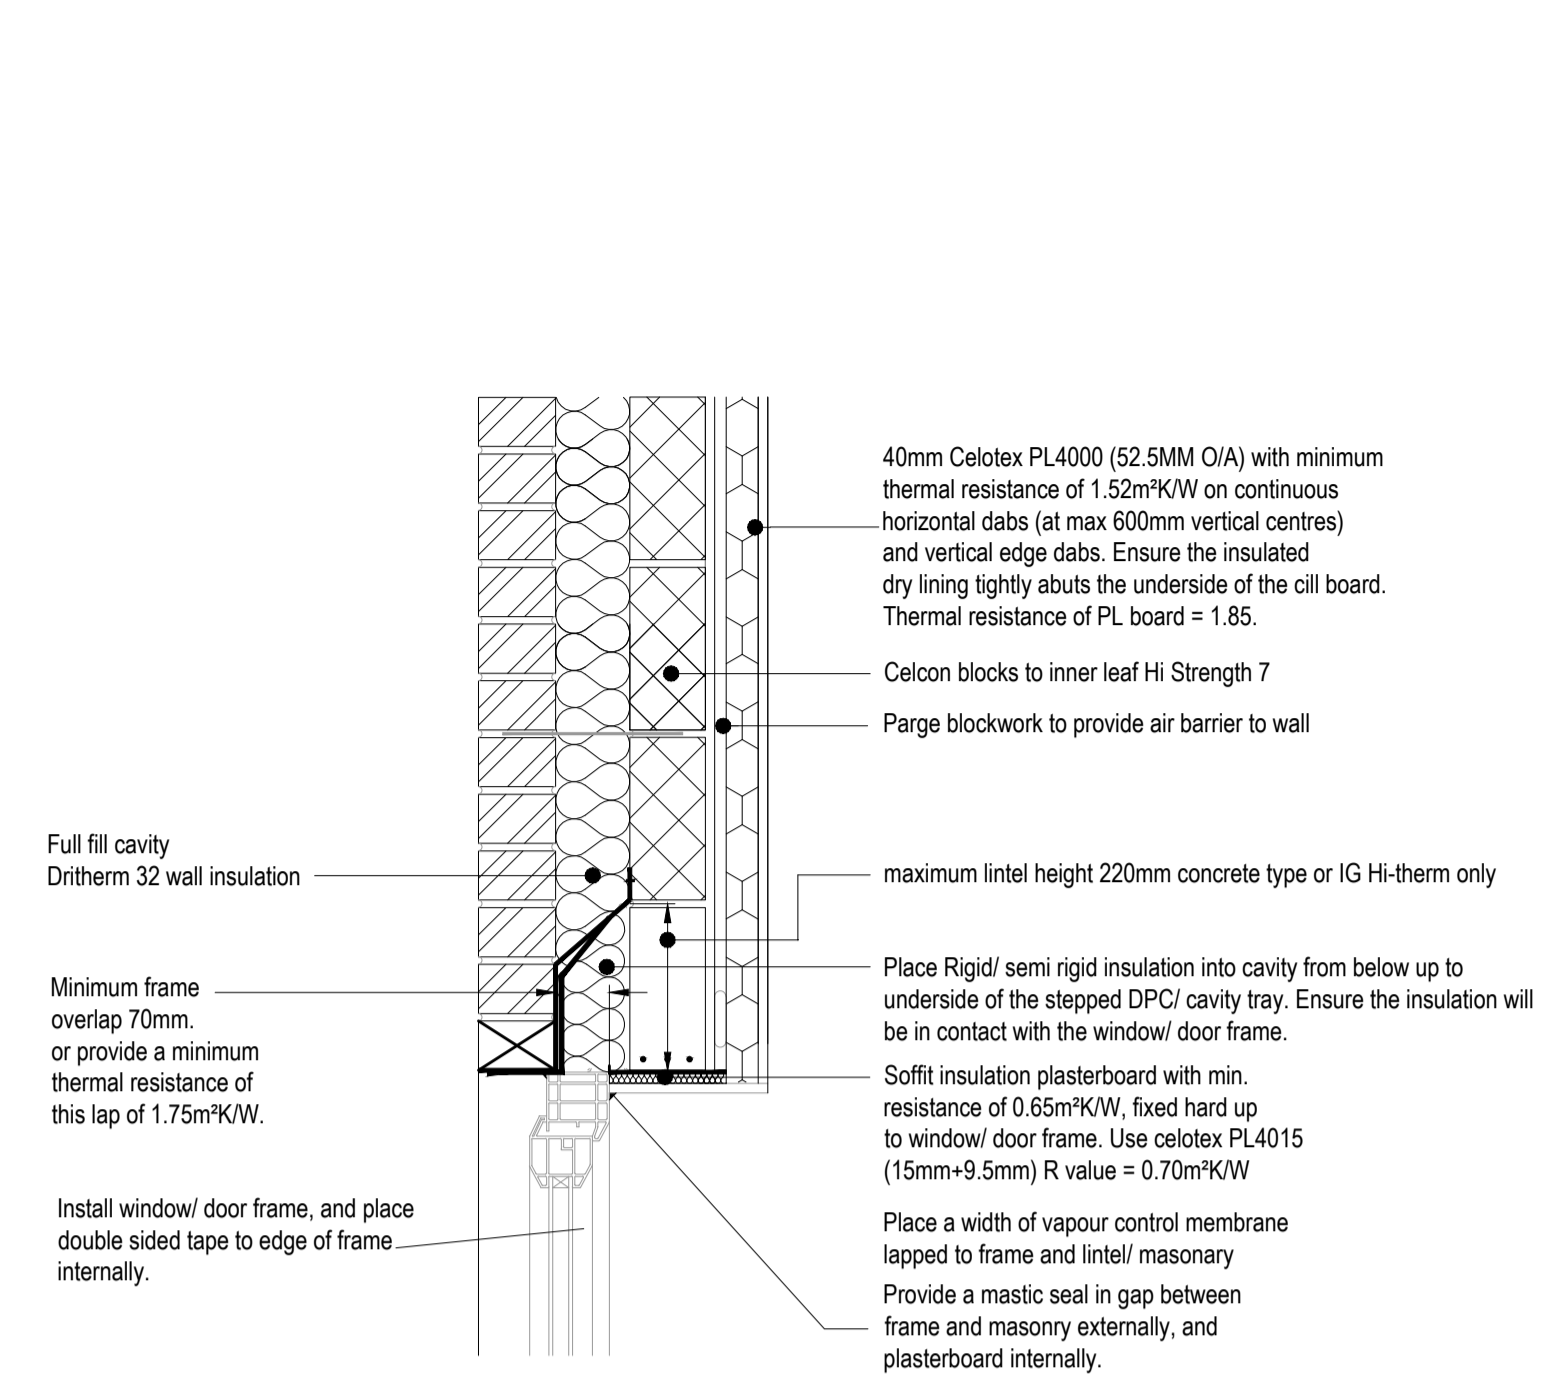 40mm Celotex PL4000 (52.5MM O/A) with minimum
thermal resistance of 1.52m²K/W on continuous
horizontal dabs (at max 600mm vertical centres)
and vertical edge dabs. Ensure the insulated
dry lining tightly abuts the underside of the cill board.
Thermal resistance of PL board = 1.85.
Celcon blocks to inner leaf Hi Strength 7
Parge blockwork to provide air barrier to wall
Full fill cavity
Dritherm 32 wall insulation
maximum lintel height 220mm concrete type or IG Hi-therm only
Minimum frame
overlap 70mm.
or provide a minimum
thermal resistance of
this lap of 1.75m²K/W.
Place Rigid/ semi rigid insulation into cavity from below up to
underside of the stepped DPC/ cavity tray. Ensure the insulation will
be in contact with the window/ door frame.
Soffit insulation plasterboard with min.
resistance of 0.65m²K/W, fixed hard up
to window/ door frame. Use celotex PL4015
(15mm+9.5mm) R value = 0.70m²K/W
Install window/ door frame, and place
double sided tape to edge of frame
internally.
Place a width of vapour control membrane
lapped to frame and lintel/ masonary
Provide a mastic seal in gap between
frame and masonry externally, and
plasterboard internally.